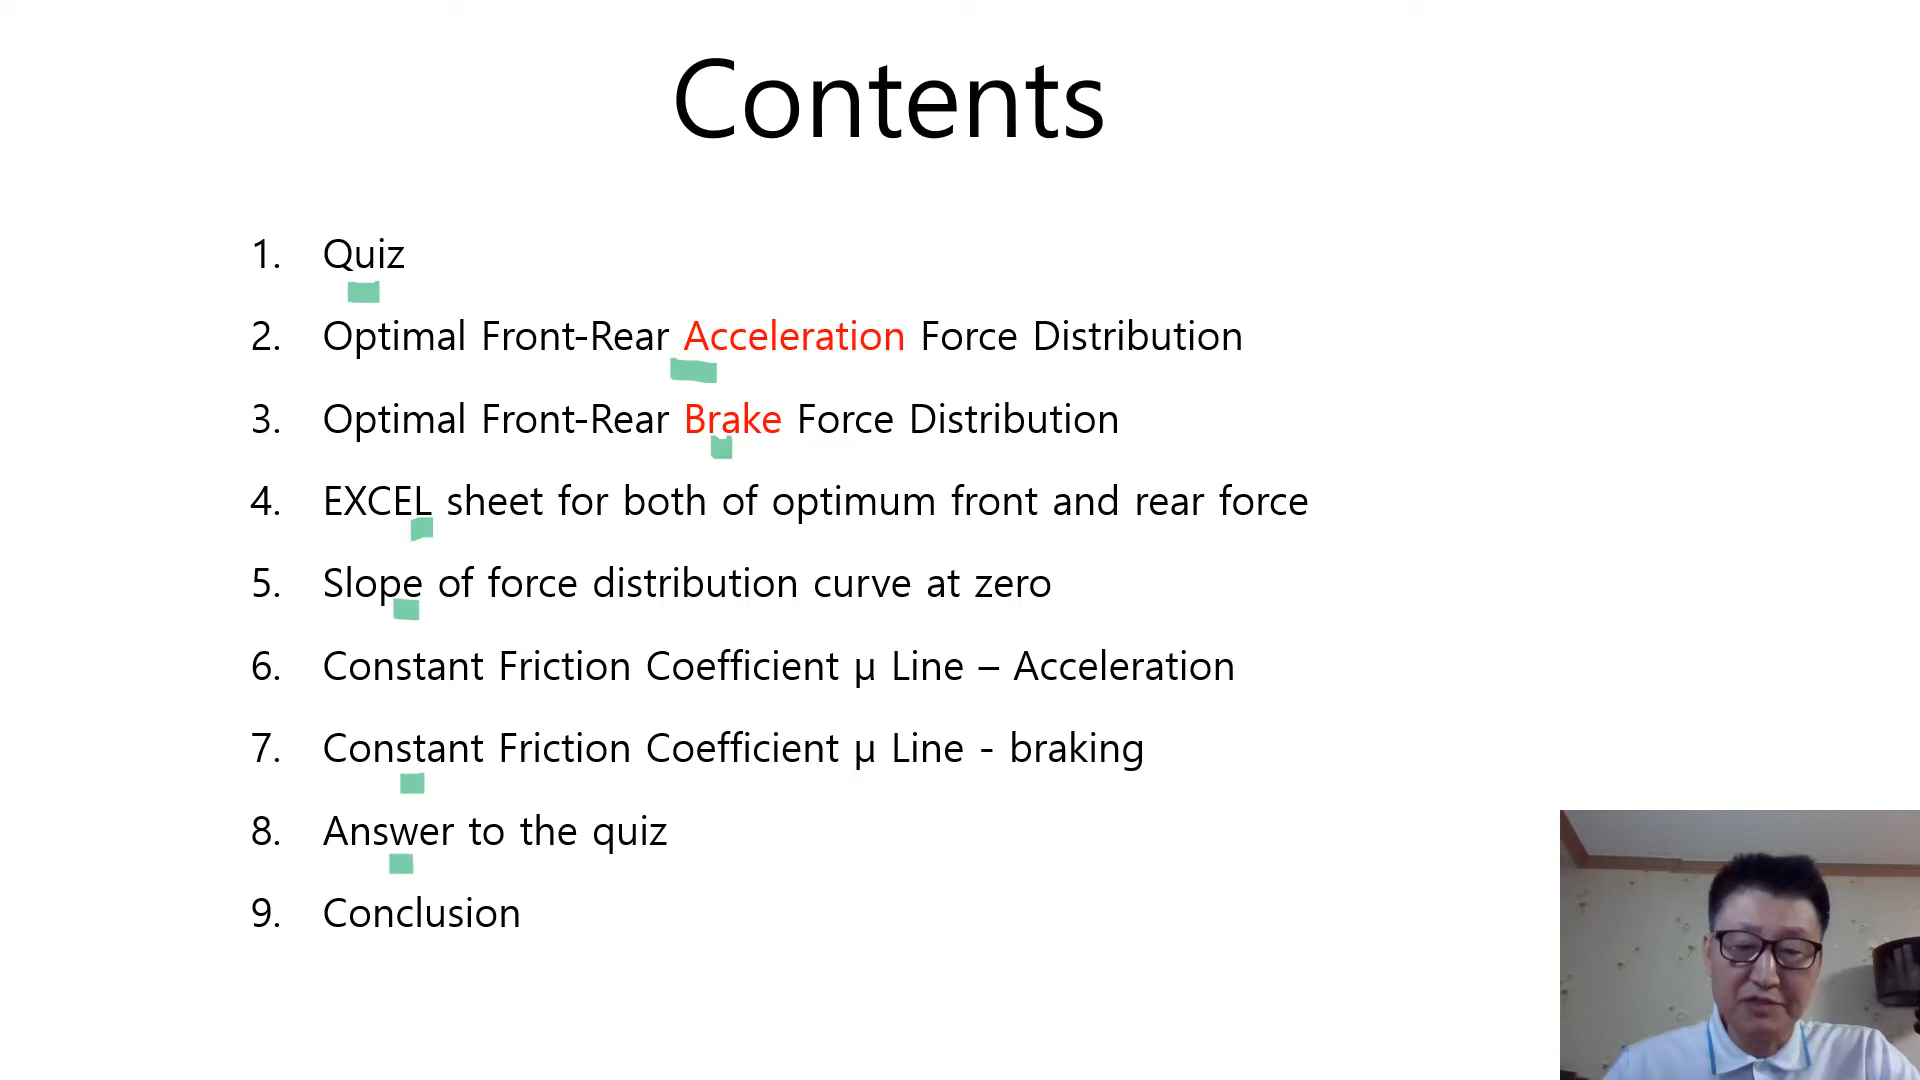 Contents
1. Quiz
2. Optimal Front-Rear Acceleration Force Distribution
3. Optimal Front-Rear Brake Force Distribution
4. EXCEL sheet for both of optimum front and rear force
5. Slope of force distribution curve at zero
6. Constant Friction Coefficient µ Line – Acceleration
7. Constant Friction Coefficient µ Line - braking
8. Answer to the quiz
9. Conclusion